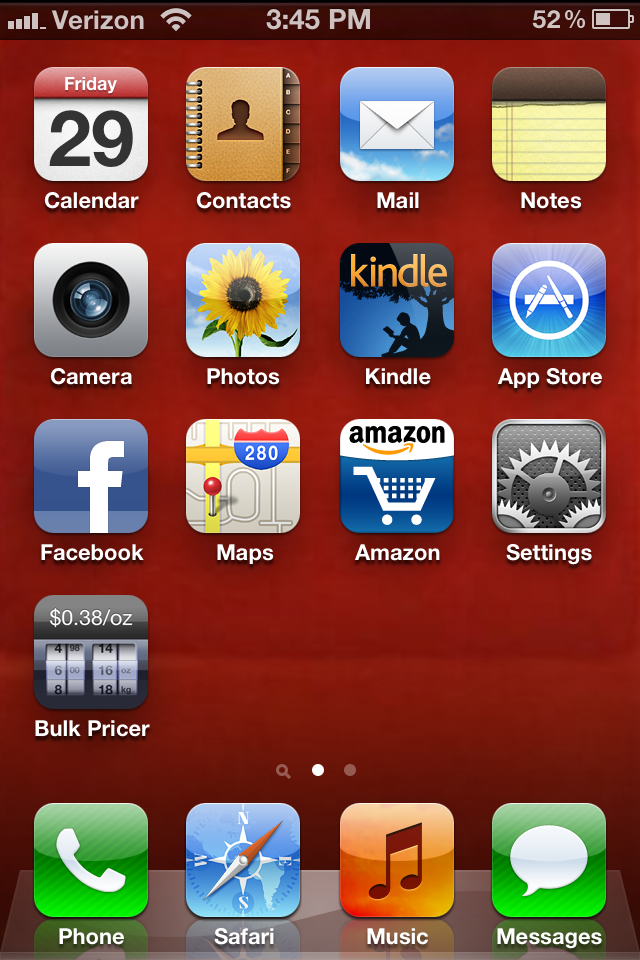 Verizon 3:45 PM 52%
Friday
29
A
B
C
D
E
F
Calendar Contacts Mail Notes
kindle
Camera Photos Kindle App Store
f
280
amazon
Facebook Maps Amazon Settings
$0.38/oz
4 98 14
6 00 16 oz
8 18 kg
Bulk Pricer
N
S
Phone Safari Music Messages